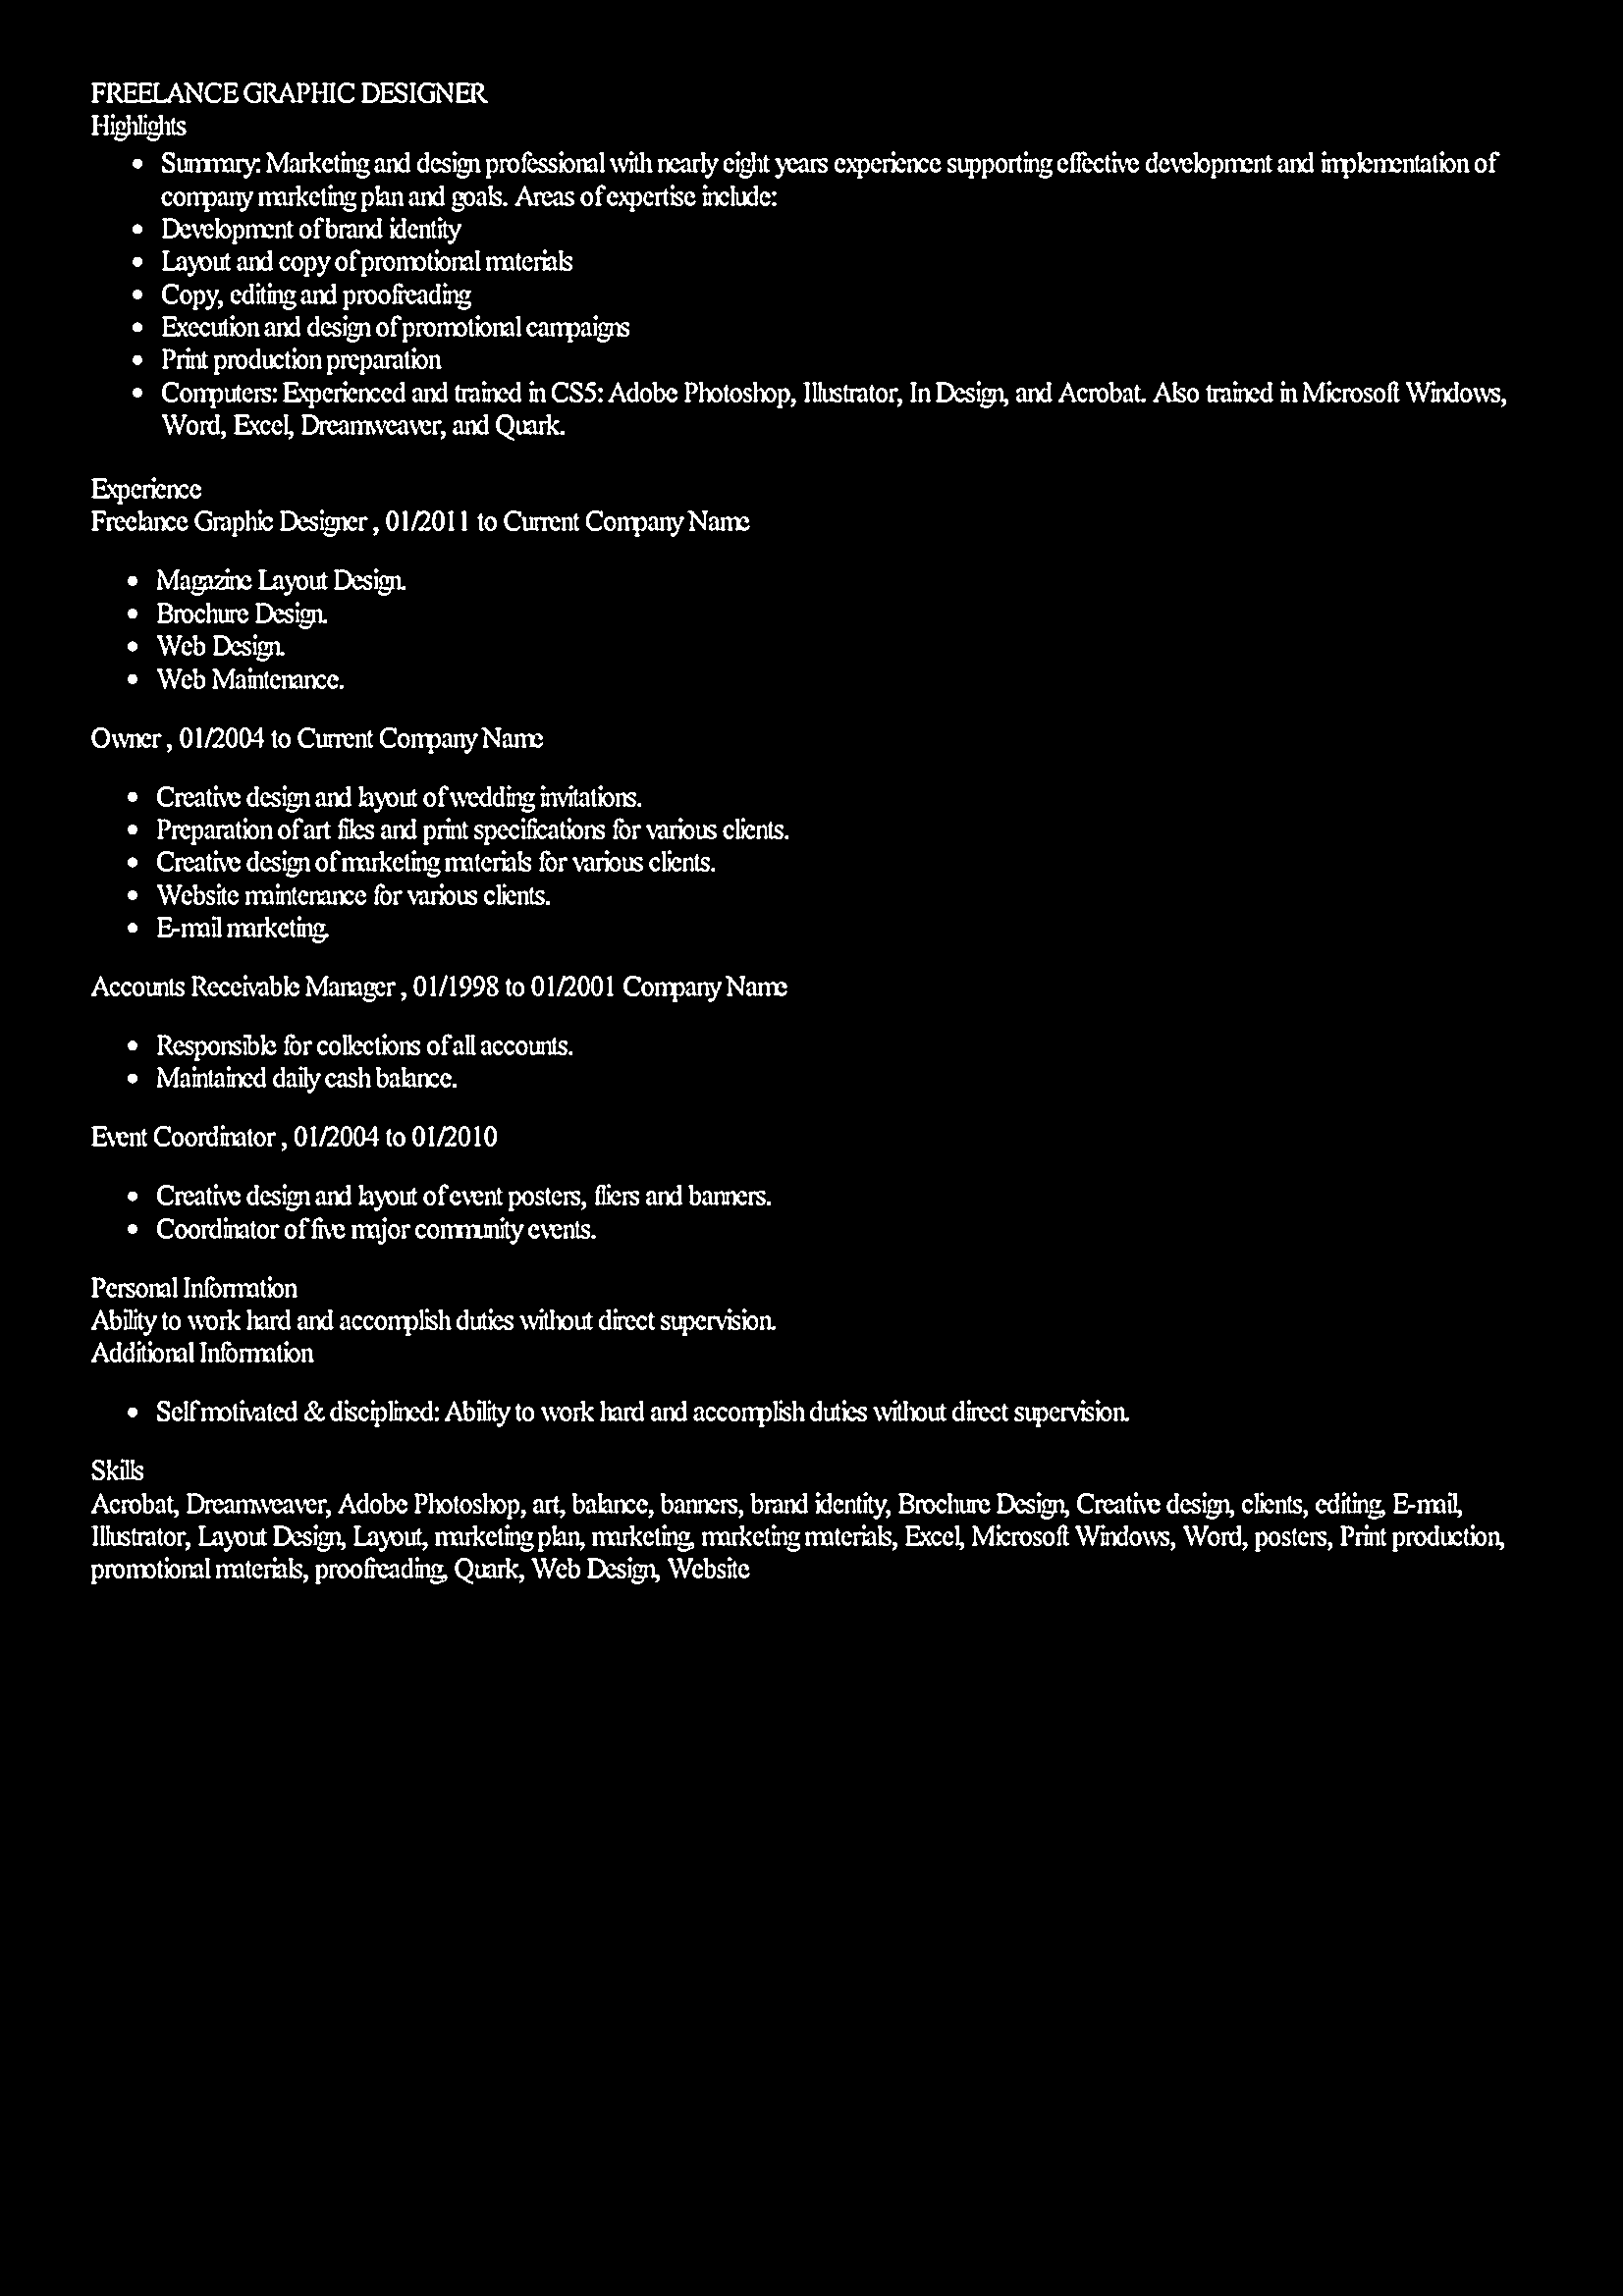 FREELANCE GRAPHIC DESIGNER
Highlights
• Summary: Marketing and design professional with nearly eight years experience supporting effective development and implementation of
company marketing plan and goals. Areas of expertise include:
• Development of brand identity
• Layout and copy of promotional materials
• Copy, editing and proofreading
• Execution and design of promotional campaigns
• Print production preparation
• Computers: Experienced and trained in CS5: Adobe Photoshop, Illustrator, In Design, and Acrobat. Also trained in Microsoft Windows,
Word, Excel, Dreamweaver, and Quark.
Experience
Freelance Graphic Designer , 01/2011 to Current Company Name
• Magazine Layout Design.
• Brochure Design.
• Web Design.
• Web Maintenance.
Owner , 01/2004 to Current Company Name
• Creative design and layout of wedding invitations.
• Preparation of art files and print specifications for various clients.
• Creative design of marketing materials for various clients.
• Website maintenance for various clients.
• E-mail marketing.
Accounts Receivable Manager , 01/1998 to 01/2001 Company Name
• Responsible for collections of all accounts.
• Maintained daily cash balance.
Event Coordinator , 01/2004 to 01/2010
• Creative design and layout of event posters, fliers and banners.
• Coordinator of five major community events.
Personal Information
Ability to work hard and accomplish duties without direct supervision.
Additional Information
• Self motivated & disciplined: Ability to work hard and accomplish duties without direct supervision.
Skills
Acrobat, Dreamweaver, Adobe Photoshop, art, balance, banners, brand identity, Brochure Design, Creative design, clients, editing, E-mail,
Illustrator, Layout Design, Layout, marketing plan, marketing, marketing materials, Excel, Microsoft Windows, Word, posters, Print production,
promotional materials, proofreading, Quark, Web Design, Website